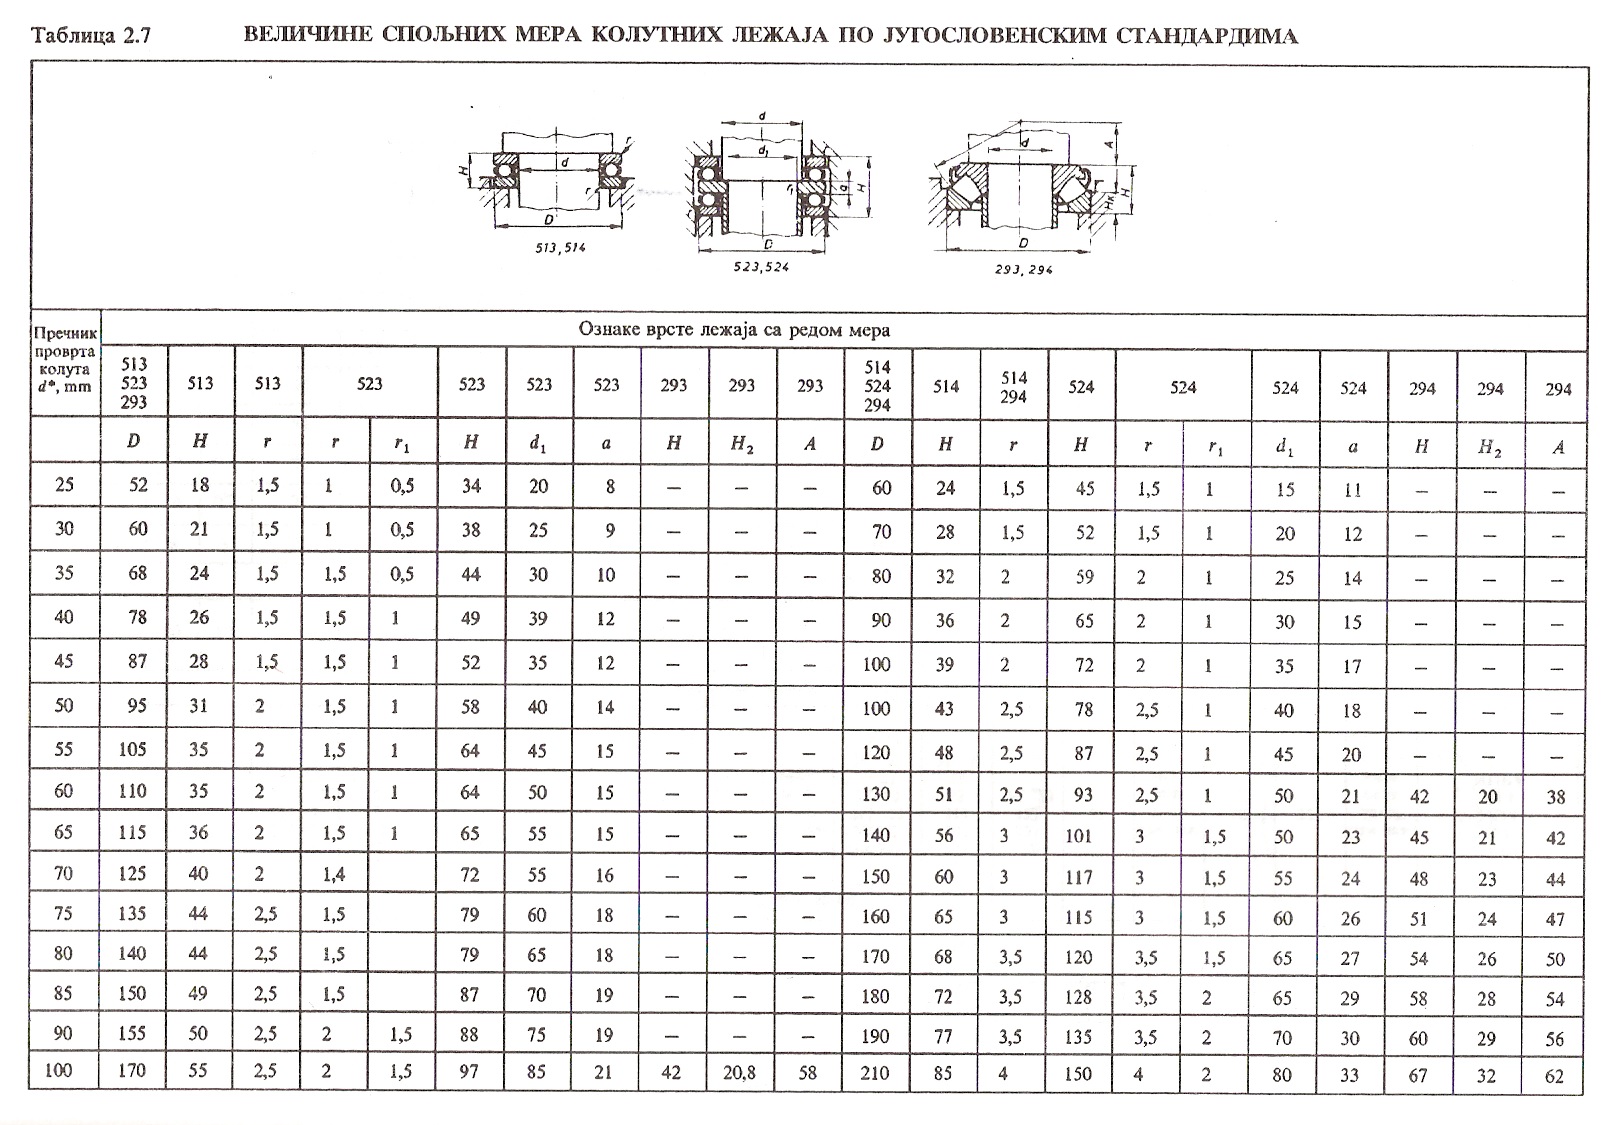 Таблица 2.7 ВЕЛИЧИНЕ СПОЉНИХ МЕРА КОЛУТНИХ ЛЕЖАЈА ПО ЈУГОСЛОВЕНСКИМ СТАНДАРДИМА
H d r r D
513, 514
d d₁ r₁ a H D
523, 524
d A r H Hк D
293, 294
Пречник проврта колута d*, mm
Ознаке врсте лежаја са редом мера
513 523 293 513 513 523 523 523 523 293 293 293 514 524 294 514 514 294 524 524 524 524 294 294 294
D H r r r₁ H d₁ a H H₂ A D H r H r r₁ d₁ a H H₂ A
25 52 18 1,5 1 0,5 34 20 8 — — — 60 24 1,5 45 1,5 1 15 11 — — —
30 60 21 1,5 1 0,5 38 25 9 — — — 70 28 1,5 52 1,5 1 20 12 — — —
35 68 24 1,5 1,5 0,5 44 30 10 — — — 80 32 2 59 2 1 25 14 — — —
40 78 26 1,5 1,5 1 49 39 12 — — — 90 36 2 65 2 1 30 15 — — —
45 87 28 1,5 1,5 1 52 35 12 — — — 100 39 2 72 2 1 35 17 — — —
50 95 31 2 1,5 1 58 40 14 — — — 100 43 2,5 78 2,5 1 40 18 — — —
55 105 35 2 1,5 1 64 45 15 — — — 120 48 2,5 87 2,5 1 45 20 — — —
60 110 35 2 1,5 1 64 50 15 — — — 130 51 2,5 93 2,5 1 50 21 42 20 38
65 115 36 2 1,5 1 65 55 15 — — — 140 56 3 101 3 1,5 50 23 45 21 42
70 125 40 2 1,4 72 55 16 — — — 150 60 3 117 3 1,5 55 24 48 23 44
75 135 44 2,5 1,5 79 60 18 — — — 160 65 3 115 3 1,5 60 26 51 24 47
80 140 44 2,5 1,5 79 65 18 — — — 170 68 3,5 120 3,5 1,5 65 27 54 26 50
85 150 49 2,5 1,5 87 70 19 — — — 180 72 3,5 128 3,5 2 65 29 58 28 54
90 155 50 2,5 2 1,5 88 75 19 — — — 190 77 3,5 135 3,5 2 70 30 60 29 56
100 170 55 2,5 2 1,5 97 85 21 42 20,8 58 210 85 4 150 4 2 80 33 67 32 62